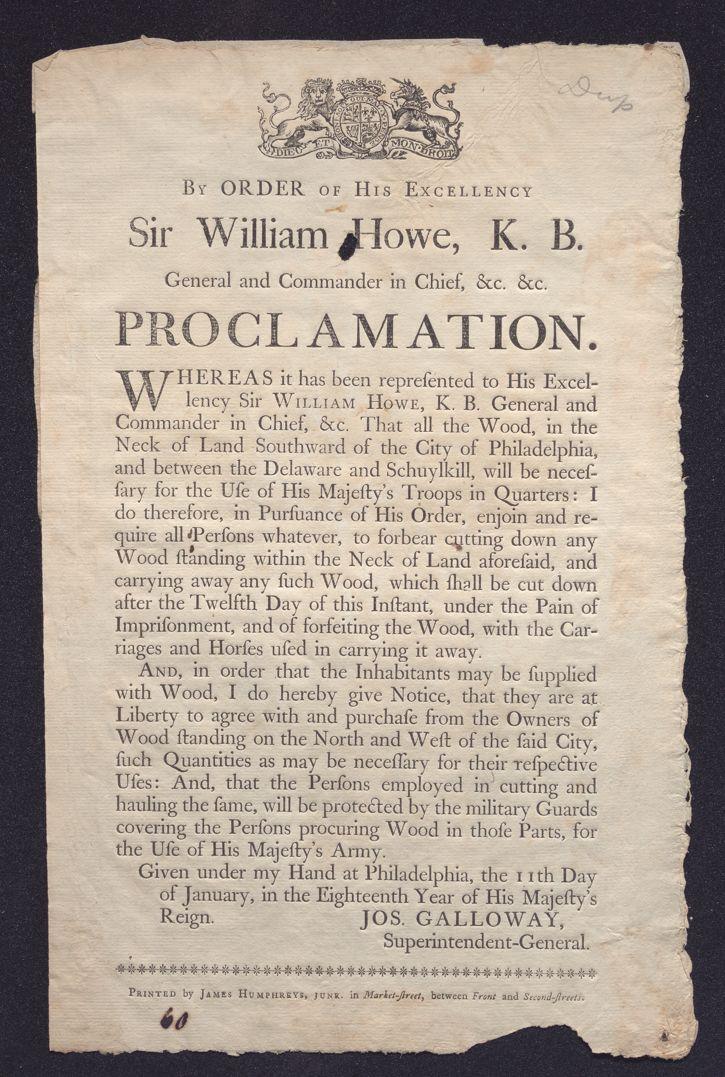 Dup
DIEU ET MON DROIT
By ORDER of His Excellency
Sir William Howe, K. B.
General and Commander in Chief, &c. &c.
PROCLAMATION.
WHEREAS it has been repreſented to His Excel-
lency Sir William Howe, K. B. General and
Commander in Chief, &c. That all the Wood, in the
Neck of Land Southward of the City of Philadelphia,
and between the Delaware and Schuylkill, will be neceſ-
ſary for the Uſe of His Majeſty's Troops in Quarters: I
do therefore, in Purſuance of His Order, enjoin and re-
quire all Perſons whatever, to forbear cutting down any
Wood ſtanding within the Neck of Land aforeſaid, and
carrying away any ſuch Wood, which ſhall be cut down
after the Twelfth Day of this Inſtant, under the Pain of
Impriſonment, and of forfeiting the Wood, with the Car-
riages and Horſes uſed in carrying it away.
And, in order that the Inhabitants may be ſupplied
with Wood, I do hereby give Notice, that they are at
Liberty to agree with and purchaſe from the Owners of
Wood ſtanding on the North and Weſt of the ſaid City,
ſuch Quantities as may be neceſſary for their reſpective
Uſes: And, that the Perſons employed in cutting and
hauling the ſame, will be protected by the military Guards
covering the Perſons procuring Wood in thoſe Parts, for
the Uſe of His Majeſty's Army.
Given under my Hand at Philadelphia, the 11th Day
of January, in the Eighteenth Year of His Majeſty's
Reign. JOS. GALLOWAY,
Superintendent-General.
Printed by James Humphreys, junr. in Market-ſtreet, between Front and Second-ſtreets.
60